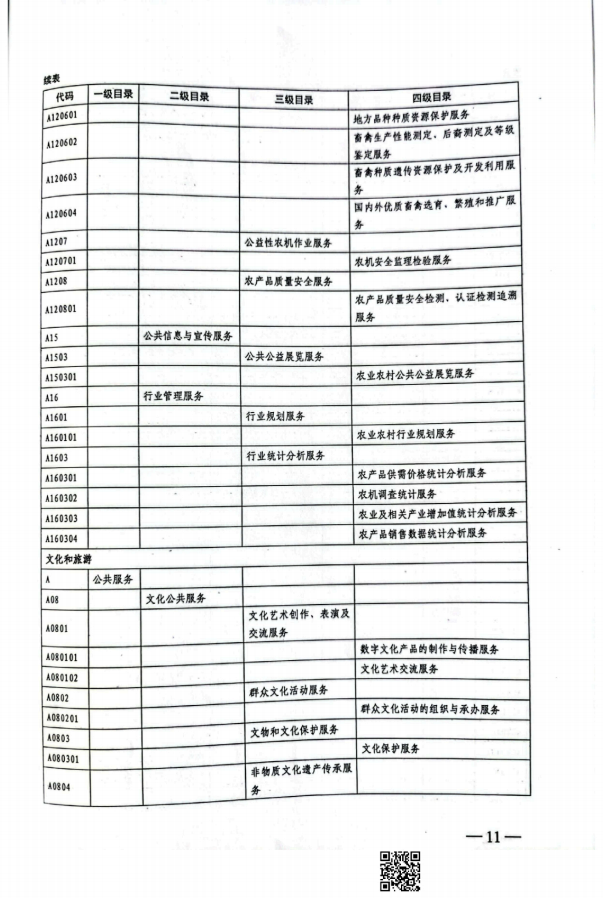 续表
代码 一级目录 二级目录 三级目录 四级目录
A120601 地方品种种质资源保护服务
A120602 畜禽生产性能测定、后裔测定及等级
鉴定服务
A120603 畜禽种质遗传资源保护及开发利用服
务
A120604 国内外优质畜禽选育、繁殖和推广服
务
A1207 公益性农机作业服务
A120701 农机安全监理检验服务
A1208 农产品质量安全服务
A120801 农产品质量安全检测、认证检测追溯
服务
A15 公共信息与宣传服务
A1503 公共公益展览服务
A150301 农业农村公共公益展览服务
A16 行业管理服务
A1601 行业规划服务
A160101 农业农村行业规划服务
A1603 行业统计分析服务
A160301 农产品供需价格统计分析服务
A160302 农机调查统计服务
A160303 农业及相关产业增加值统计分析服务
A160304 农产品销售数据统计分析服务
文化和旅游
A 公共服务
A08 文化公共服务
A0801 文化艺术创作、表演及
交流服务
A080101 数字文化产品的制作与传播服务
A080102 文化艺术交流服务
A0802 群众文化活动服务
A080201 群众文化活动的组织与承办服务
A0803 文物和文化保护服务
A080301 文化保护服务
A0804 非物质文化遗产传承服
务
—11—